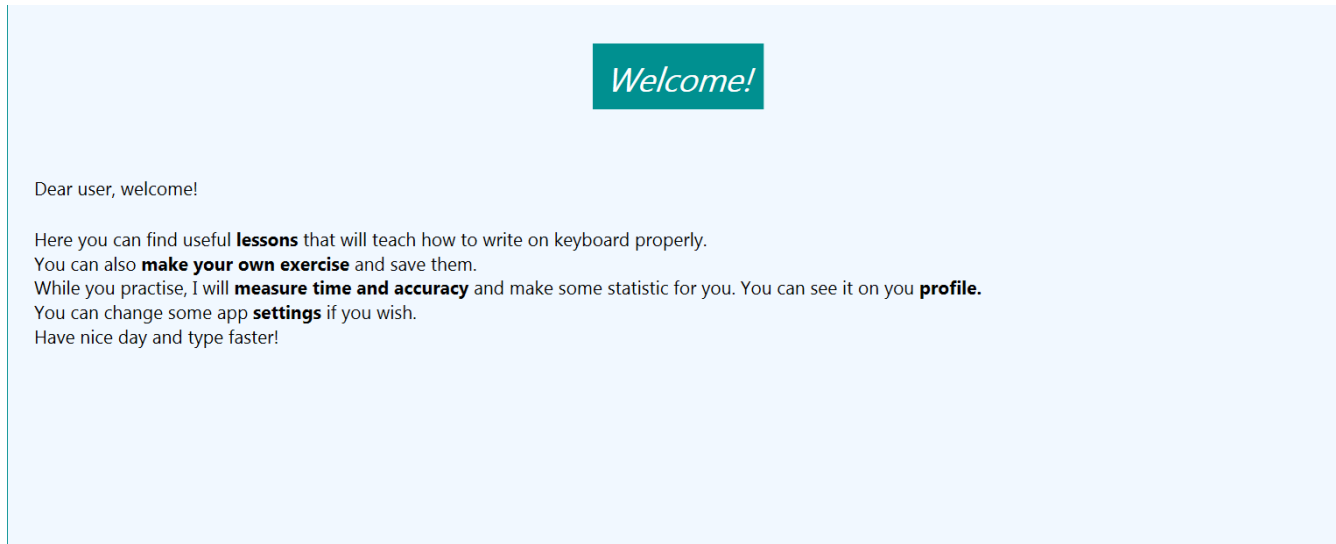 Welcome!
Dear user, welcome!
Here you can find useful lessons that will teach how to write on keyboard properly.
You can also make your own exercise and save them.
While you practise, I will measure time and accuracy and make some statistic for you. You can see it on you profile.
You can change some app settings if you wish.
Have nice day and type faster!